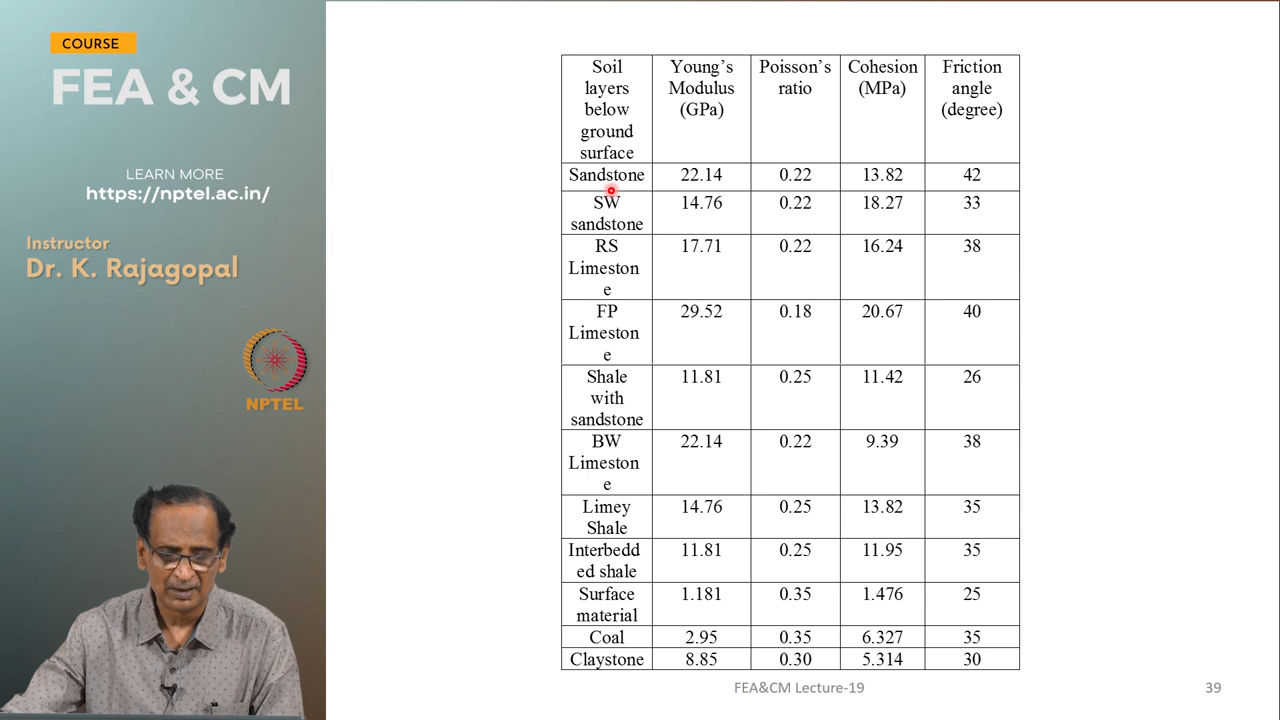 COURSE
FEA & CM
LEARN MORE
https://nptel.ac.in/
Instructor
Dr. K. Rajagopal
NPTEL
Soil layers below ground surface Young's Modulus (GPa) Poisson's ratio Cohesion (MPa) Friction angle (degree)
Sandstone 22.14 0.22 13.82 42
SW sandstone 14.76 0.22 18.27 33
RS Limeston e 17.71 0.22 16.24 38
FP Limeston e 29.52 0.18 20.67 40
Shale with sandstone 11.81 0.25 11.42 26
BW Limeston e 22.14 0.22 9.39 38
Limey Shale 14.76 0.25 13.82 35
Interbedd ed shale 11.81 0.25 11.95 35
Surface material 1.181 0.35 1.476 25
Coal 2.95 0.35 6.327 35
Claystone 8.85 0.30 5.314 30
FEA&CM Lecture-19
39